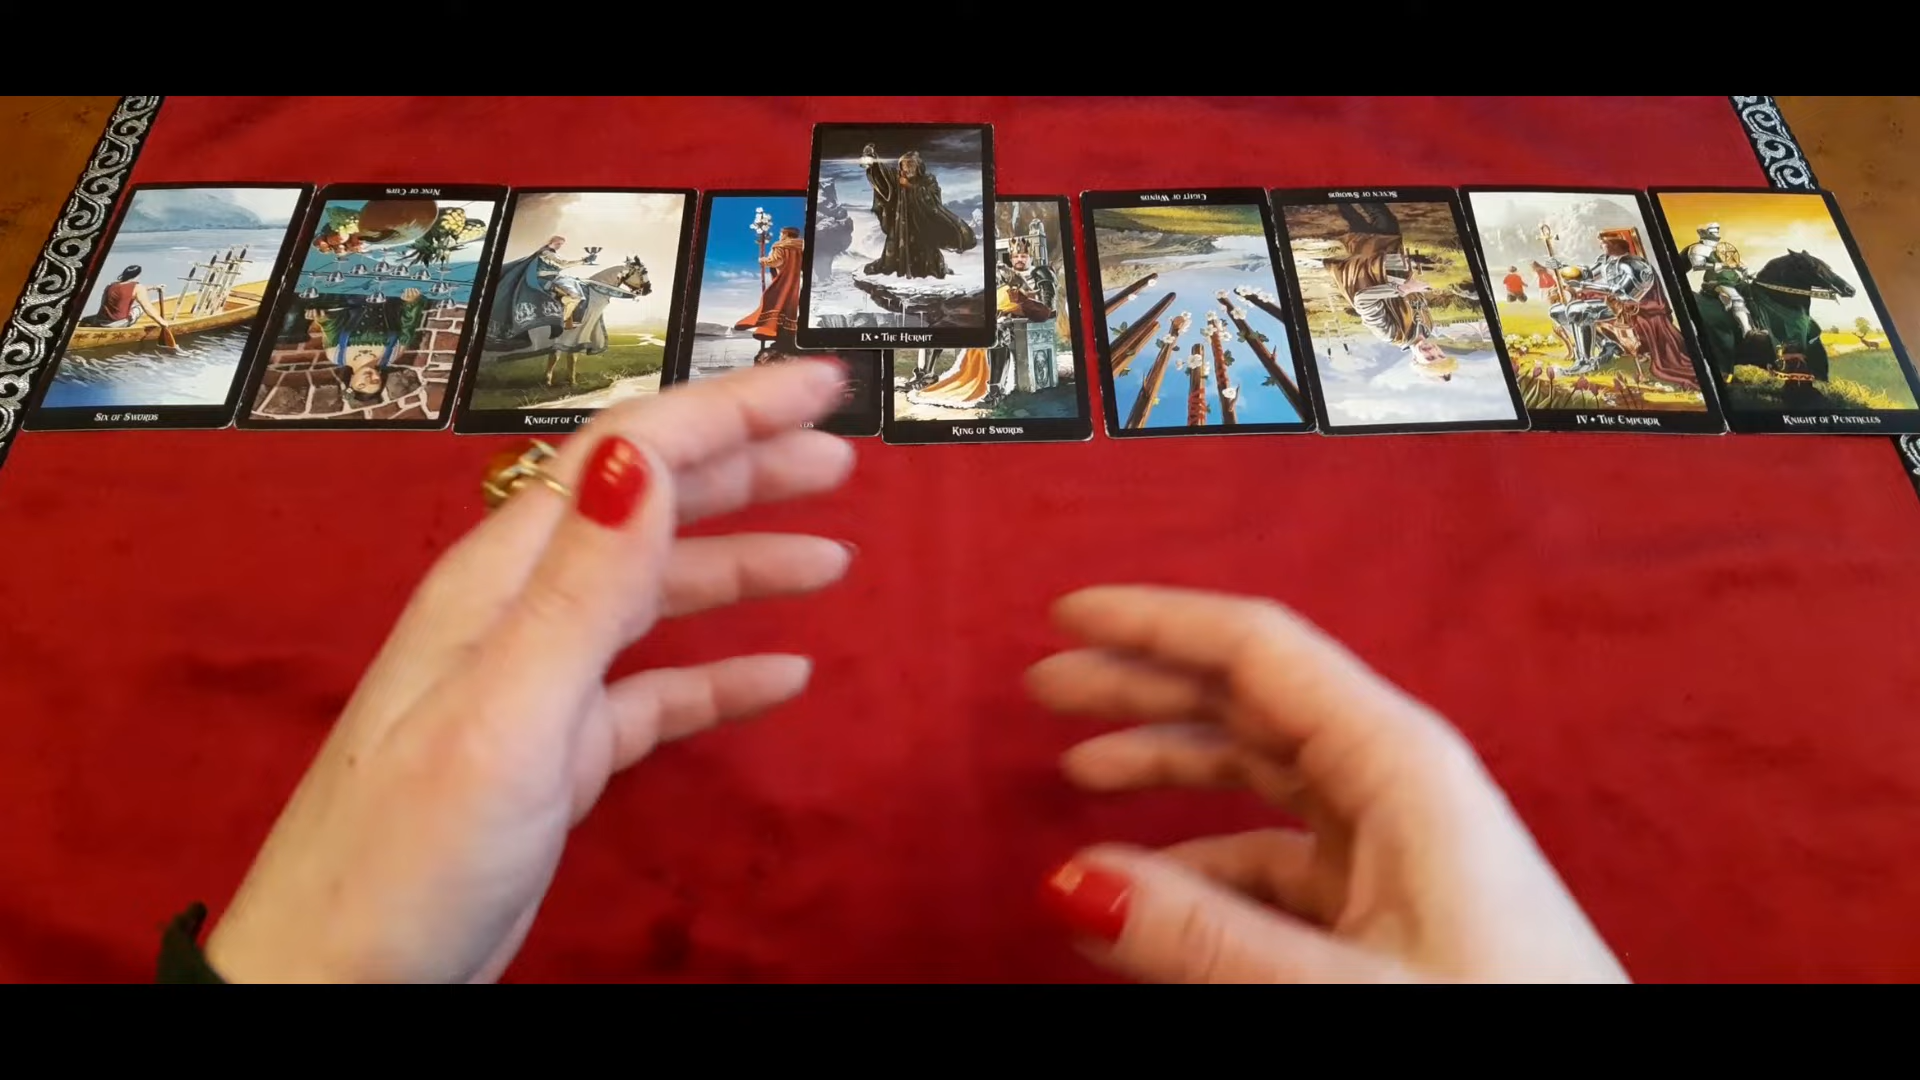 Six of Swords
Nine of Cups
Knight of
IX • The Hermit
King of Swords
Eight of Wands
Seven of Swords
IV • The Emperor
Knight of Pentacles